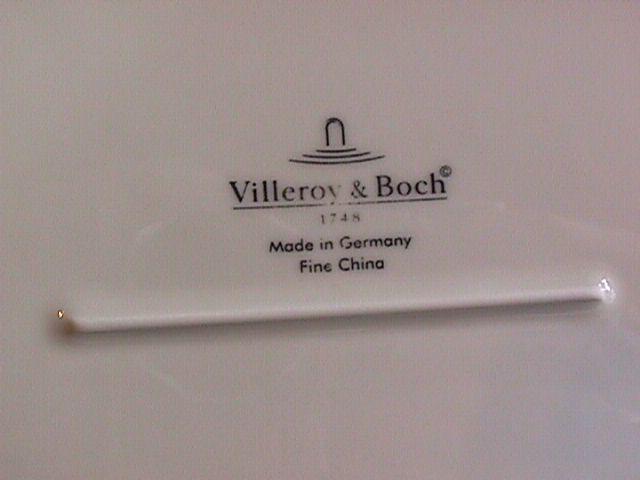 Villeroy & Boch©
1748
Made in Germany
Fine China